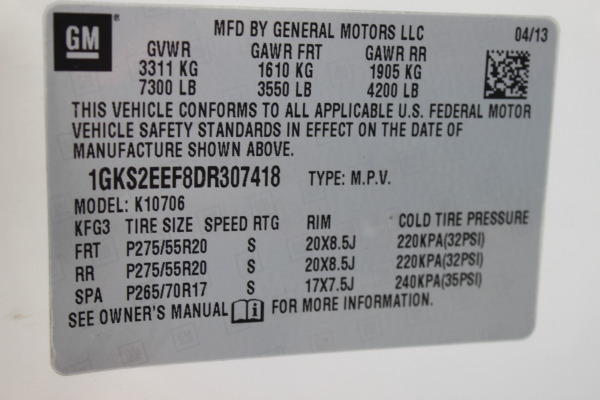 GM
MFD BY GENERAL MOTORS LLC 04/13
GVWR GAWR FRT GAWR RR
3311 KG 1610 KG 1905 KG
7300 LB 3550 LB 4200 LB
THIS VEHICLE CONFORMS TO ALL APPLICABLE U.S. FEDERAL MOTOR
VEHICLE SAFETY STANDARDS IN EFFECT ON THE DATE OF
MANUFACTURE SHOWN ABOVE.
1GKS2EEF8DR307418 TYPE: M.P.V.
MODEL: K10706
KFG3 TIRE SIZE SPEED RTG RIM COLD TIRE PRESSURE
FRT P275/55R20 S 20X8.5J 220KPA(32PSI)
RR P275/55R20 S 20X8.5J 220KPA(32PSI)
SPA P265/70R17 S 17X7.5J 240KPA(35PSI)
SEE OWNER'S MANUAL FOR MORE INFORMATION.